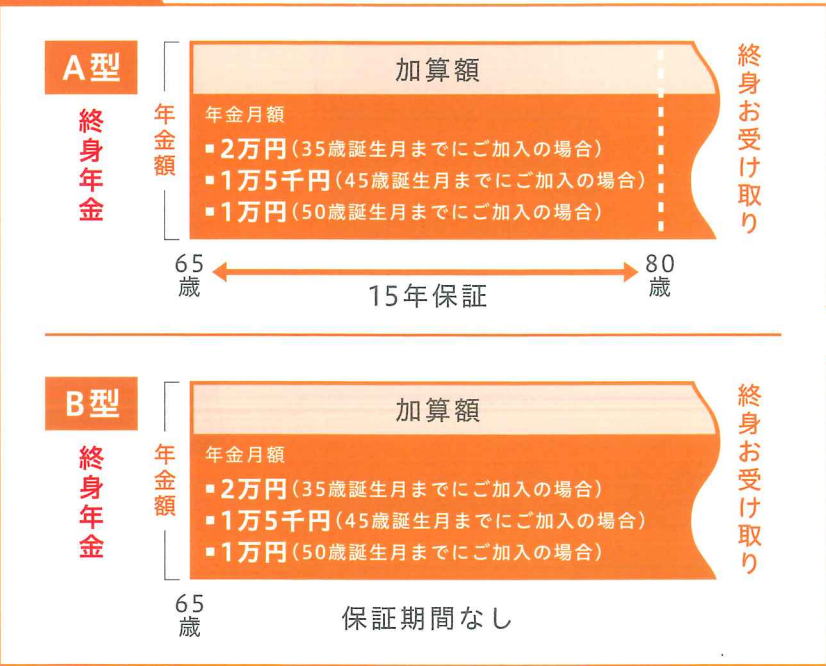 A型
終身年金
年金額
加算額
年金月額
▪2万円(35歳誕生月までにご加入の場合)
▪1万5千円(45歳誕生月までにご加入の場合)
▪1万円(50歳誕生月までにご加入の場合)
終身お受け取り
65歳
80歳
15年保証
B型
終身年金
年金額
加算額
年金月額
▪2万円(35歳誕生月までにご加入の場合)
▪1万5千円(45歳誕生月までにご加入の場合)
▪1万円(50歳誕生月までにご加入の場合)
終身お受け取り
65歳
保証期間なし